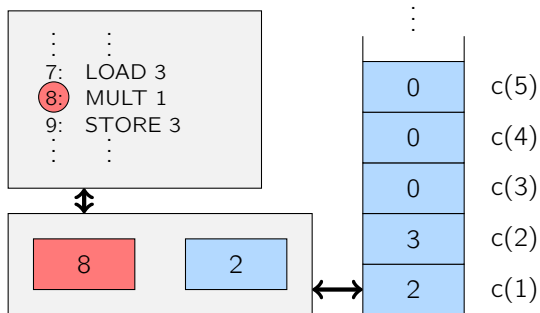 7: LOAD 3
8: MULT 1
9: STORE 3
8
2
0 c(5)
0 c(4)
0 c(3)
3 c(2)
2 c(1)